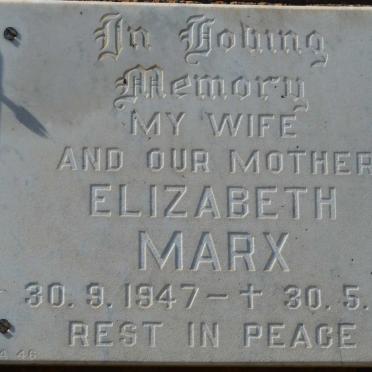 In Loving
Memory
MY WIFE
AND OUR MOTHER
ELIZABETH
MARX
30.9.1947 – † 30.5.
REST IN PEACE